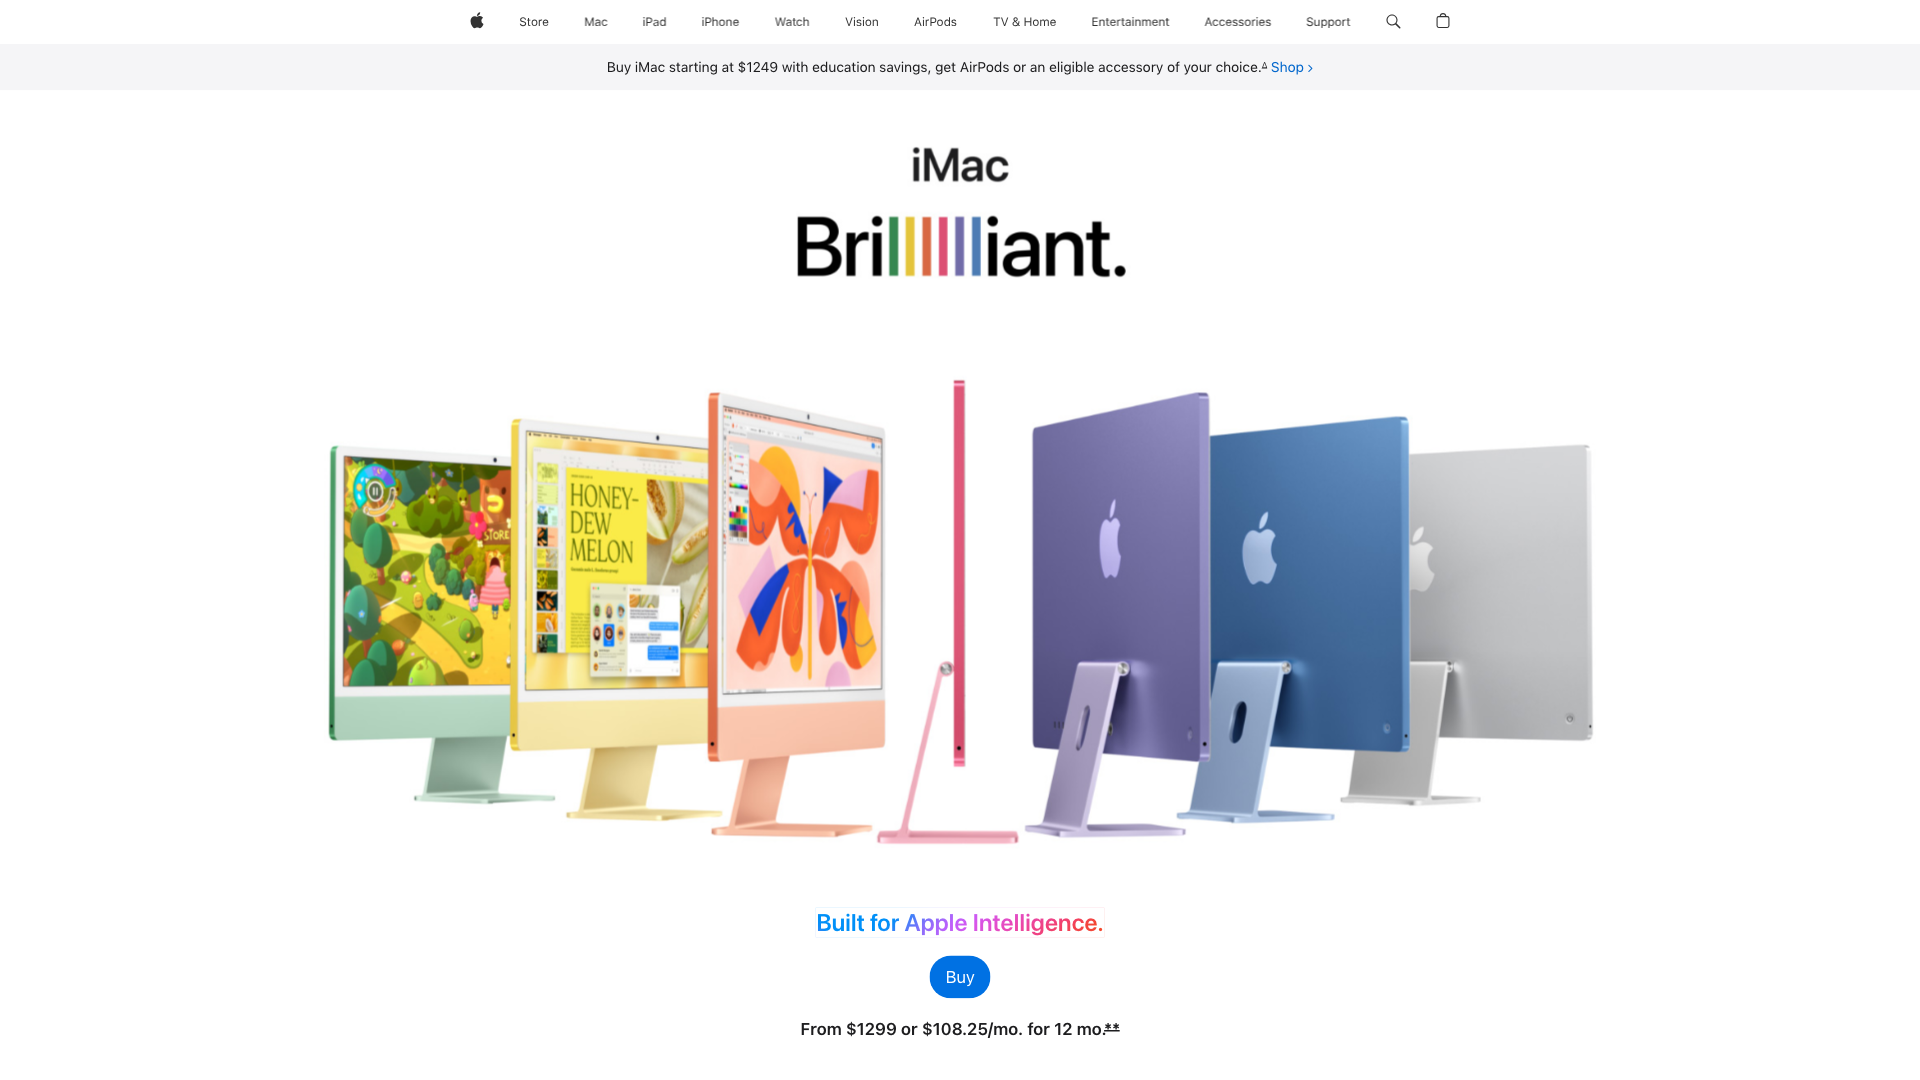 Store Mac iPad iPhone Watch Vision AirPods TV & Home Entertainment Accessories Support
Buy iMac starting at $1249 with education savings, get AirPods or an eligible accessory of your choice.∆ Shop >
iMac
Brilllllliant.
STORE
HONEY-
DEW
MELON
Built for Apple Intelligence.
Buy
From $1299 or $108.25/mo. for 12 mo.**